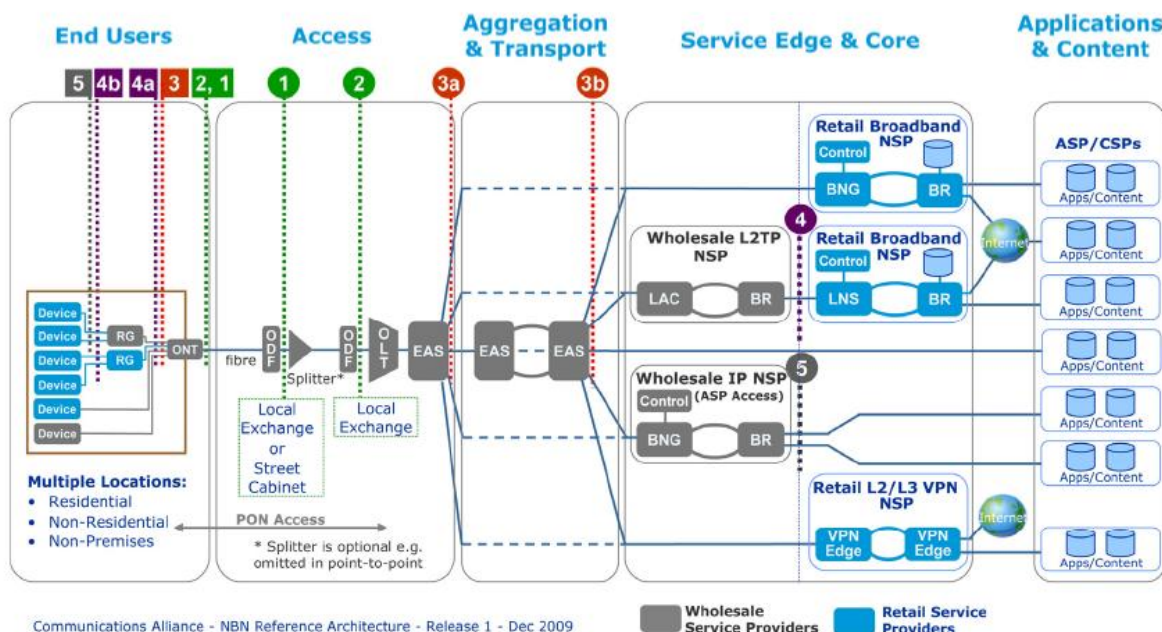 End Users
Access
Aggregation
& Transport
Service Edge & Core
Applications
& Content
5
4b
4a
3
2, 1
1
2
3a
3b
Retail Broadband
NSP
Control
BNG
BR
ASP/CSPs
Apps/Content
4
Wholesale L2TP
NSP
LAC
BR
Retail Broadband
NSP
Control
LNS
BR
Internet
Apps/Content
Apps/Content
Device
Device
Device
Device
Device
Device
RG
RG
ONT
fibre
ODF
Splitter*
ODF
OLT
EAS
EAS
EAS
Local
Exchange
or
Street
Cabinet
Local
Exchange
Apps/Content
5
Wholesale IP NSP
(ASP Access)
Control
BNG
BR
Apps/Content
Apps/Content
Multiple Locations:
• Residential
• Non-Residential
• Non-Premises
PON Access
* Splitter is optional e.g.
omitted in point-to-point
Retail L2/L3 VPN
NSP
VPN
Edge
VPN
Edge
Internet
Apps/Content
Communications Alliance - NBN Reference Architecture - Release 1 - Dec 2009
Wholesale
Service Providers
Retail Service
Providers